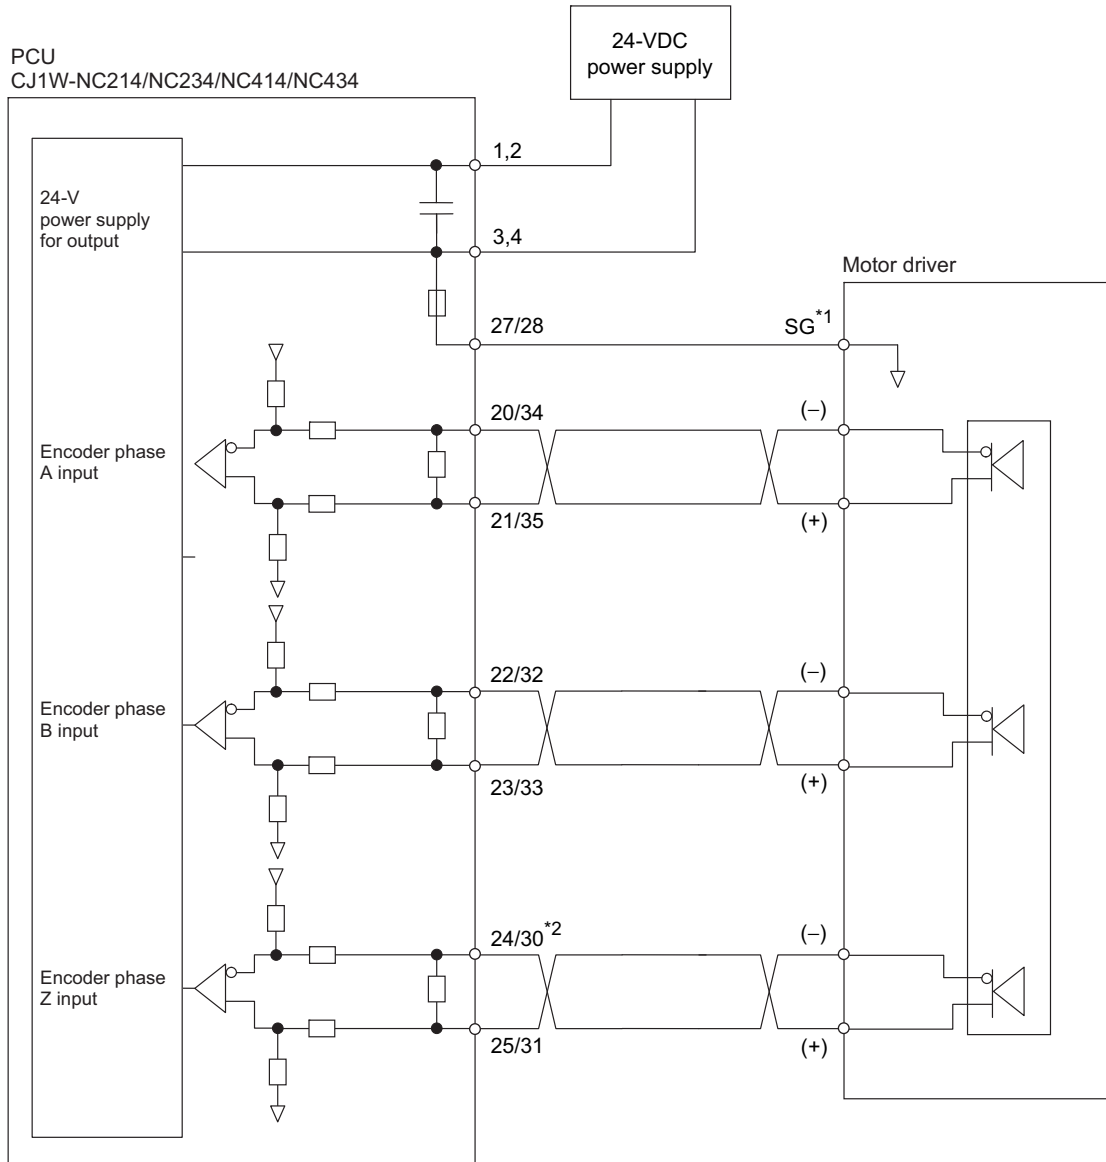 24-VDC
power supply
PCU
CJ1W-NC214/NC234/NC414/NC434
1,2
24-V
power supply
for output
3,4
Motor driver
27/28
SG*1
20/34
(−)
Encoder phase
A input
21/35
(+)
22/32
(−)
Encoder phase
B input
23/33
(+)
24/30*2
(−)
Encoder phase
Z input
25/31
(+)